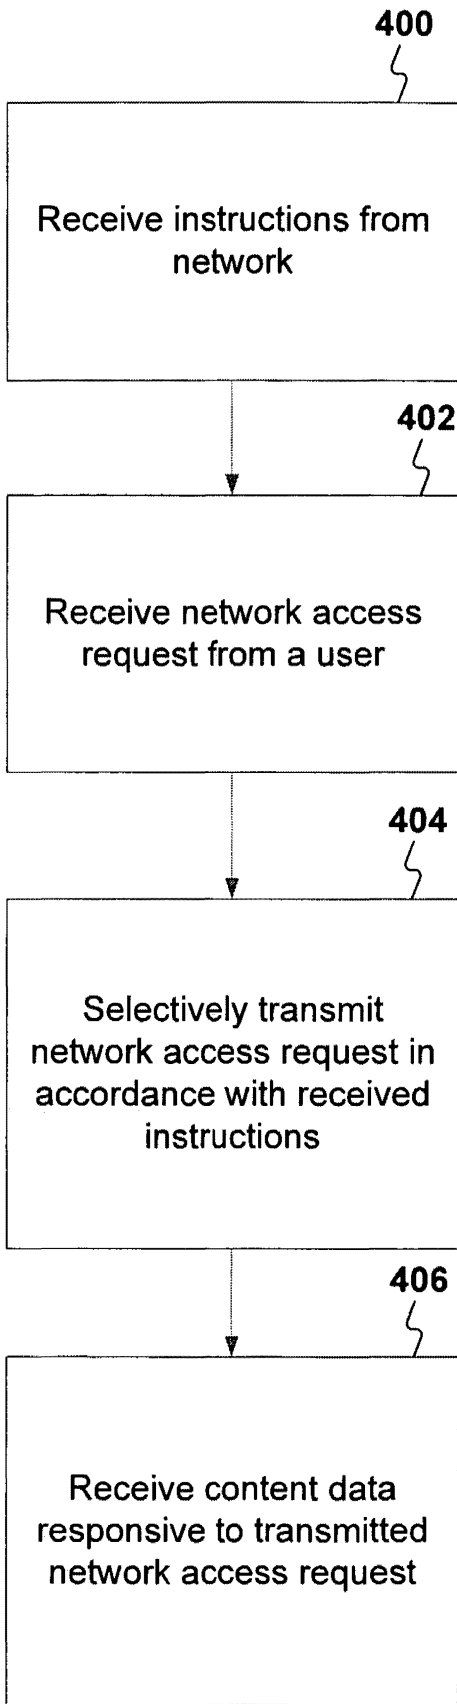 400
Receive instructions from
network
402
Receive network access
request from a user
404
Selectively transmit
network access request in
accordance with received
instructions
406
Receive content data
responsive to transmitted
network access request